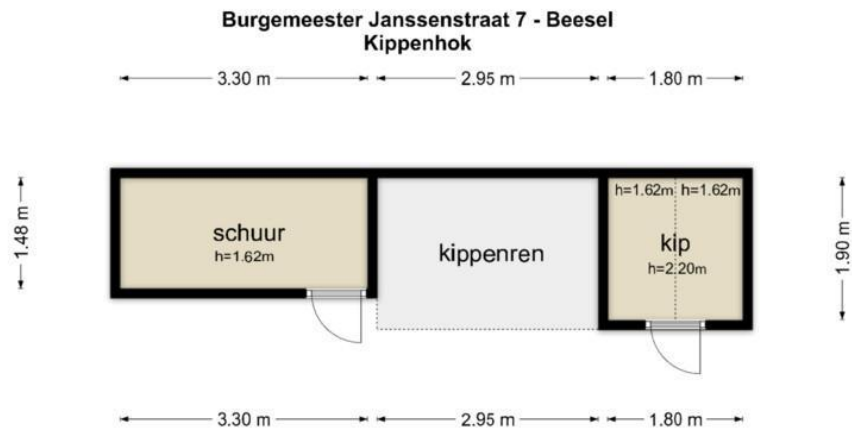 Burgemeester Janssenstraat 7 - Beesel
Kippenhok
3.30 m 2.95 m 1.80 m
1.48 m
schuur
h=1.62m
kippenren
h=1.62m h=1.62m
kip
h=2.20m
1.90 m
3.30 m 2.95 m 1.80 m